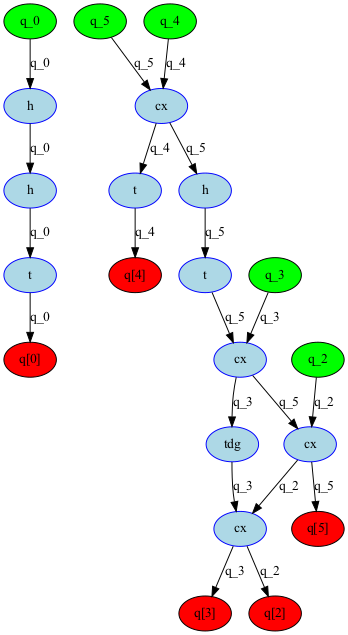 q_0 q_5 q_4
q_0 q_5 q_4
h cx
q_0 q_4 q_5
h t h
q_0 q_4 q_5
t q[4] t q_3
q_0 q_5 q_3
q[0] cx q_2
q_3 q_5 q_2
tdg cx
q_3 q_2 q_5
cx q[5]
q_3 q_2
q[3] q[2]